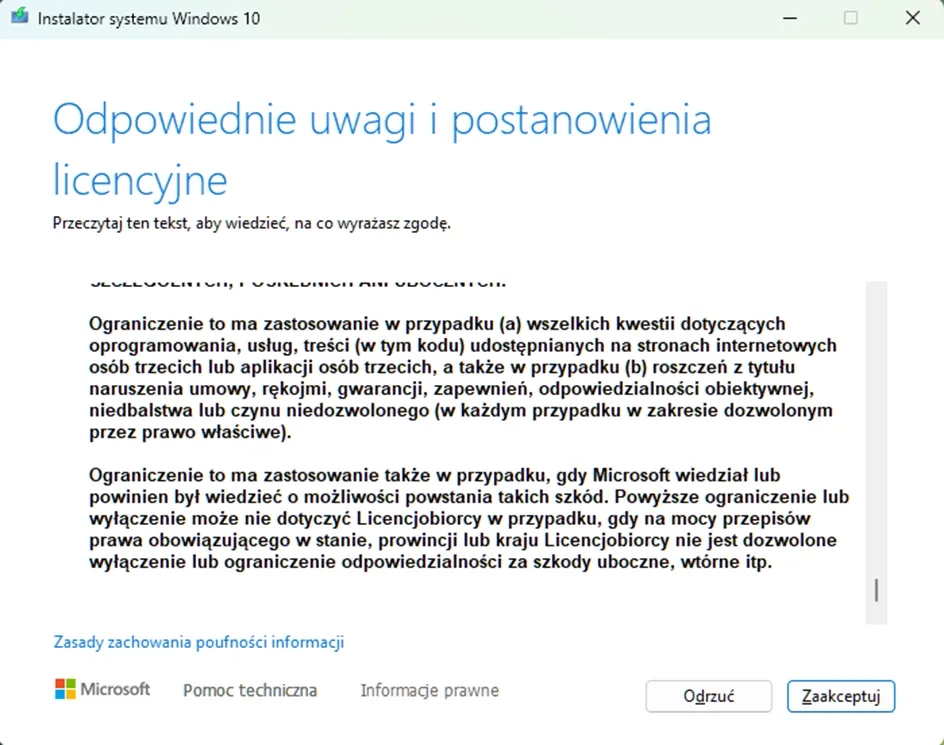 Instalator systemu Windows 10
Odpowiednie uwagi i postanowienia
licencyjne
Przeczytaj ten tekst, aby wiedzieć, na co wyrażasz zgodę.
SZCZEGÓLNYCH, POŚREDNICH ANI UBOCZNYCH.
Ograniczenie to ma zastosowanie w przypadku (a) wszelkich kwestii dotyczących
oprogramowania, usług, treści (w tym kodu) udostępnianych na stronach internetowych
osób trzecich lub aplikacji osób trzecich, a także w przypadku (b) roszczeń z tytułu
naruszenia umowy, rękojmi, gwarancji, zapewnień, odpowiedzialności obiektywnej,
niedbalstwa lub czynu niedozwolonego (w każdym przypadku w zakresie dozwolonym
przez prawo właściwe).
Ograniczenie to ma zastosowanie także w przypadku, gdy Microsoft wiedział lub
powinien był wiedzieć o możliwości powstania takich szkód. Powyższe ograniczenie lub
wyłączenie może nie dotyczyć Licencjobiorcy w przypadku, gdy na mocy przepisów
prawa obowiązującego w stanie, prowincji lub kraju Licencjobiorcy nie jest dozwolone
wyłączenie lub ograniczenie odpowiedzialności za szkody uboczne, wtórne itp.
Zasady zachowania poufności informacji
Microsoft Pomoc techniczna Informacje prawne Odrzuć Zaakceptuj